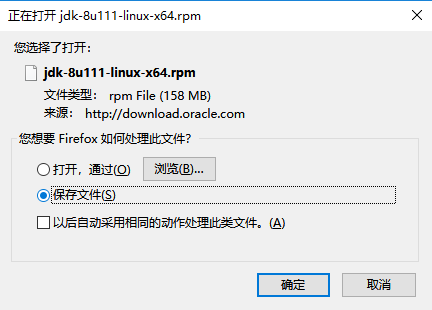 正在打开 jdk-8u111-linux-x64.rpm
您选择了打开：
jdk-8u111-linux-x64.rpm
文件类型： rpm File (158 MB)
来源： http://download.oracle.com
您想要 Firefox 如何处理此文件？
打开，通过(O) 浏览(B)...
保存文件(S)
以后自动采用相同的动作处理此类文件。(A)
确定 取消